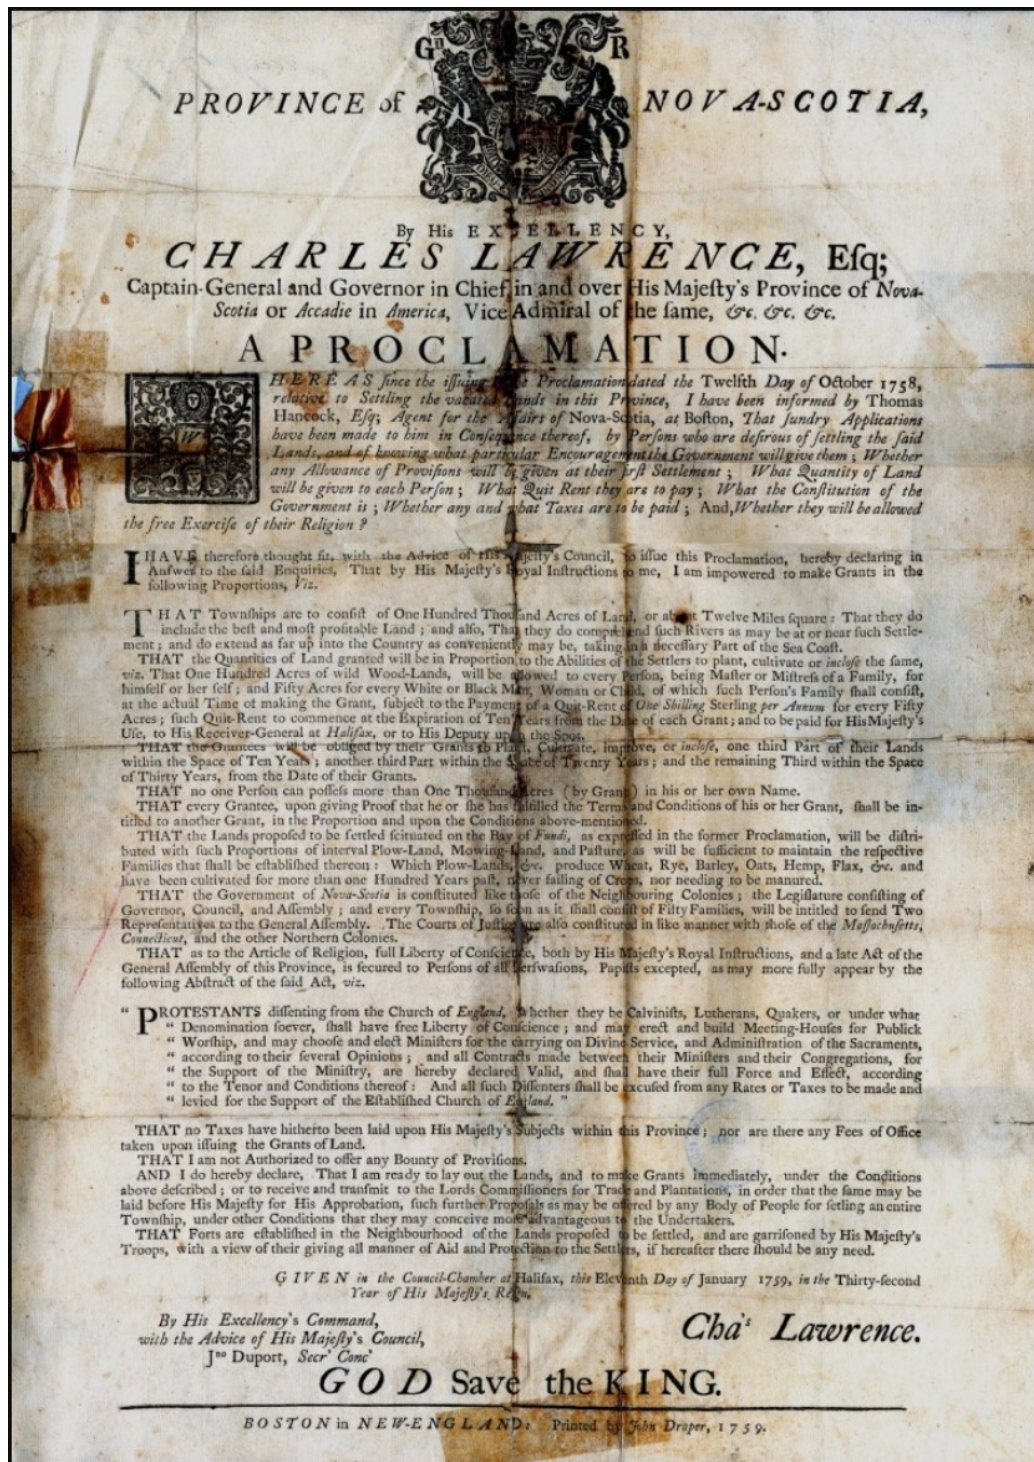 G II R
PROVINCE of NOVA-SCOTIA,
By His EXCELLENCY,
CHARLES LAWRENCE, Eſq;
Captain-General and Governor in Chief, in and over His Majeſty's Province of Nova-
Scotia or Accadie in America, Vice Admiral of the ſame, &c. &c. &c.
A PROCLAMATION.
WHEREAS ſince the iſſuing the Proclamation dated the Twelfth Day of October 1758,
relative to Settling the vacated Lands in this Province, I have been informed by Thomas
Hancock, Eſq; Agent for the Affairs of Nova-Scotia, at Boſton, That ſundry Applications
have been made to him in Conſequence thereof, by Perſons who are deſirous of ſettling the ſaid
Lands, and of knowing what particular Encouragement the Government will give them; Whether
any Allowance of Proviſions will be given at their firſt Settlement; What Quantity of Land
will be given to each Perſon; What Quit Rent they are to pay; What the Conſtitution of the
Government is; Whether any and what Taxes are to be paid; And, Whether they will be allowed
the free Exerciſe of their Religion?
I HAVE therefore thought fit, with the Advice of His Majeſty's Council, to iſſue this Proclamation, hereby declaring in
Anſwer to the ſaid Enquiries, That by His Majeſty's Royal Inſtructions to me, I am impowered to make Grants in the
following Proportions, Viz.
THAT Townſhips are to conſiſt of One Hundred Thouſand Acres of Land, or about Twelve Miles ſquare: That they do
include the beſt and moſt profitable Land; and alſo, That they do comprehend ſuch Rivers as may be at or near ſuch Settle-
ment; and do extend as far up into the Country as conveniently may be, taking in a neceſſary Part of the Sea Coaſt.
THAT the Quantities of Land granted will be in Proportion to the Abilities of the Settlers to plant, cultivate or incloſe the ſame,
viz. That One Hundred Acres of wild Wood-Lands, will be allowed to every Perſon, being Maſter or Miſtreſs of a Family, for
himſelf or her ſelf; and Fifty Acres for every White or Black Man, Woman or Child, of which ſuch Perſon's Family ſhall conſiſt,
at the actual Time of making the Grant, ſubject to the Payment of a Quit-Rent of One Shilling Sterling per Annum for every Fifty
Acres; ſuch Quit-Rent to commence at the Expiration of Ten Years from the Date of each Grant; and to be paid for His Majeſty's
Uſe, to His Receiver-General at Halifax, or to His Deputy upon the Spot.
THAT the Grantees will be obliged by their Grants to Plant, Cultivate, improve, or incloſe, one third Part of their Lands
within the Space of Ten Years; another third Part within the Space of Twenty Years; and the remaining Third within the Space
of Thirty Years, from the Date of their Grants.
THAT no one Perſon can poſſeſs more than One Thouſand Acres (by Grant) in his or her own Name.
THAT every Grantee, upon giving Proof that he or ſhe has fulfilled the Terms and Conditions of his or her Grant, ſhall be in-
titled to another Grant, in the Proportion and upon the Conditions above-mentioned.
THAT the Lands propoſed to be ſettled ſcituated on the Bay of Fundi, as expreſſed in the former Proclamation, will be diſtri-
buted with ſuch Proportions of interval Plow-Land, Mowing-Land, and Paſture, as will be ſufficient to maintain the reſpective
Families that ſhall be eſtabliſhed thereon: Which Plow-Lands, &c. produce Wheat, Rye, Barley, Oats, Hemp, Flax, &c. and
have been cultivated for more than one Hundred Years paſt, never failing of Crops, nor needing to be manured.
THAT the Government of Nova-Scotia is conſtituted like thoſe of the Neighbouring Colonies; the Legiſlature conſiſting of
Governor, Council, and Aſſembly; and every Townſhip, ſo ſoon as it ſhall conſiſt of Fifty Families, will be intitled to ſend Two
Repreſentatives to the General Aſſembly. The Courts of Juſtice are alſo conſtituted in like manner with thoſe of the Maſſachuſetts,
Connecticut, and the other Northern Colonies.
THAT as to the Article of Religion, full Liberty of Conſcience, both by His Majeſty's Royal Inſtructions, and a late Act of the
General Aſſembly of this Province, is ſecured to Perſons of all Perſwaſions, Papiſts excepted, as may more fully appear by the
following Abſtract of the ſaid Act, viz.
" PROTESTANTS diſſenting from the Church of England, whether they be Calviniſts, Lutherans, Quakers, or under what
" Denomination ſoever, ſhall have free Liberty of Conſcience; and may erect and build Meeting-Houſes for Publick
" Worſhip, and may chooſe and elect Miniſters for the carrying on Divine Service, and Adminiſtration of the Sacraments,
" according to their ſeveral Opinions; and all Contracts made between their Miniſters and their Congregations, for
" the Support of the Miniſtry, are hereby declared Valid, and ſhall have their full Force and Effect, according
" to the Tenor and Conditions thereof: And all ſuch Diſſenters ſhall be excuſed from any Rates or Taxes to be made and
" levied for the Support of the Eſtabliſhed Church of England. "
THAT no Taxes have hitherto been laid upon His Majeſty's Subjects within this Province; nor are there any Fees of Office
taken upon iſſuing the Grants of Land.
THAT I am not Authorized to offer any Bounty of Proviſions.
AND I do hereby declare, That I am ready to lay out the Lands, and to make Grants immediately, under the Conditions
above deſcribed; or to receive and tranſmit to the Lords Commiſſioners for Trade and Plantations, in order that the ſame may be
laid before His Majeſty for His Approbation, ſuch further Propoſals as may be offered by any Body of People for ſetling an entire
Townſhip, under other Conditions that they may conceive more advantageous to the Undertakers.
THAT Forts are eſtabliſhed in the Neighbourhood of the Lands propoſed to be ſettled, and are garriſoned by His Majeſty's
Troops, with a view of their giving all manner of Aid and Protection to the Settlers, if hereafter there ſhould be any need.
GIVEN in the Council-Chamber at Halifax, this Eleventh Day of January 1759, in the Thirty-ſecond
Year of His Majeſty's Reign.
By His Excellency's Command,
with the Advice of His Majeſty's Council,
Jno Duport, Secr' Conc'
Cha's Lawrence.
GOD Save the KING.
BOSTON in NEW-ENGLAND: Printed by John Draper, 1759.